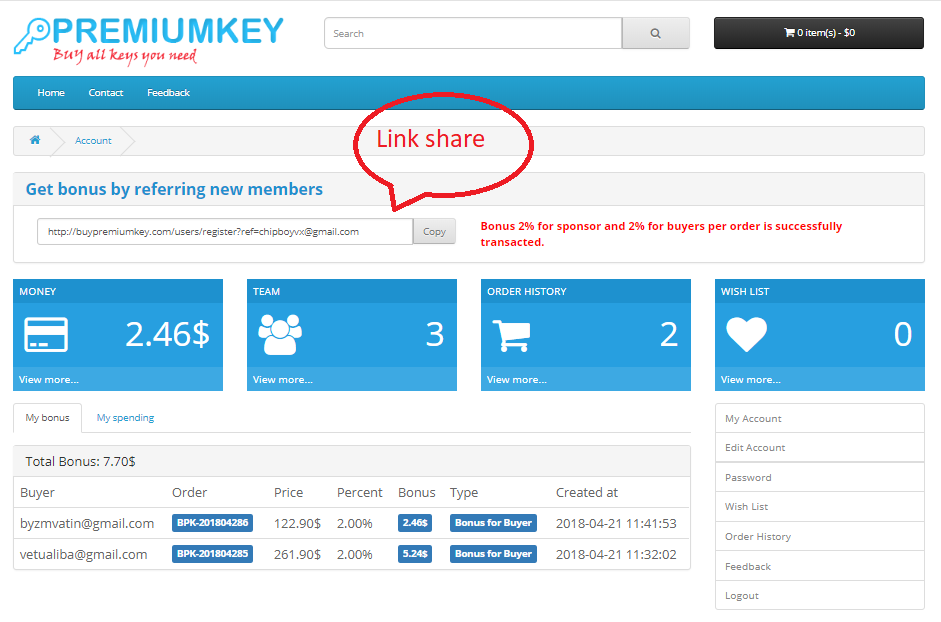 PREMIUMKEY
BUY all keys you need
Search
0 item(s) - $0
Home Contact Feedback
Link share
Account
Get bonus by referring new members
http://buypremiumkey.com/users/register?ref=chipboyvx@gmail.com Copy
Bonus 2% for sponsor and 2% for buyers per order is successfully
transacted.
MONEY
2.46$
View more...
TEAM
3
View more...
ORDER HISTORY
2
View more...
WISH LIST
0
View more...
My bonus My spending
Total Bonus: 7.70$
Buyer Order Price Percent Bonus Type Created at
byzmvatin@gmail.com BPK-201804286 122.90$ 2.00% 2.46$ Bonus for Buyer 2018-04-21 11:41:53
vetualiba@gmail.com BPK-201804285 261.90$ 2.00% 5.24$ Bonus for Buyer 2018-04-21 11:32:02
My Account
Edit Account
Password
Wish List
Order History
Feedback
Logout